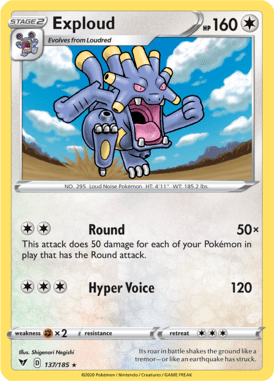 STAGE 2
Exploud
HP 160
Evolves from Loudred
NO. 295 Loud Noise Pokémon HT. 4'11" WT. 185.2 lbs.
Round 50×
This attack does 50 damage for each of your Pokémon in
play that has the Round attack.
Hyper Voice 120
weakness ×2 resistance retreat
Illus. Shigenori Negishi
D 137/185 ★
Its roar in battle shakes the ground like a
tremor—or like an earthquake has struck.
©2020 Pokémon / Nintendo / Creatures / GAME FREAK